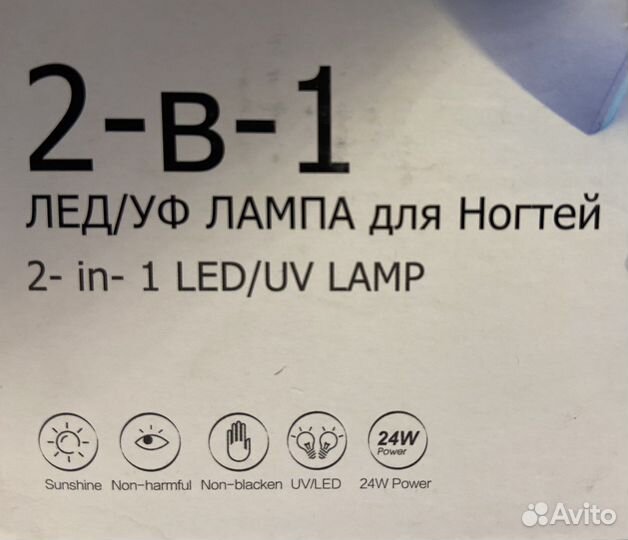 2-в-1
ЛЕД/УФ ЛАМПА для Ногтей
2- in- 1 LED/UV LAMP
24W
Power
Sunshine Non-harmful Non-blacken UV/LED 24W Power
Avito